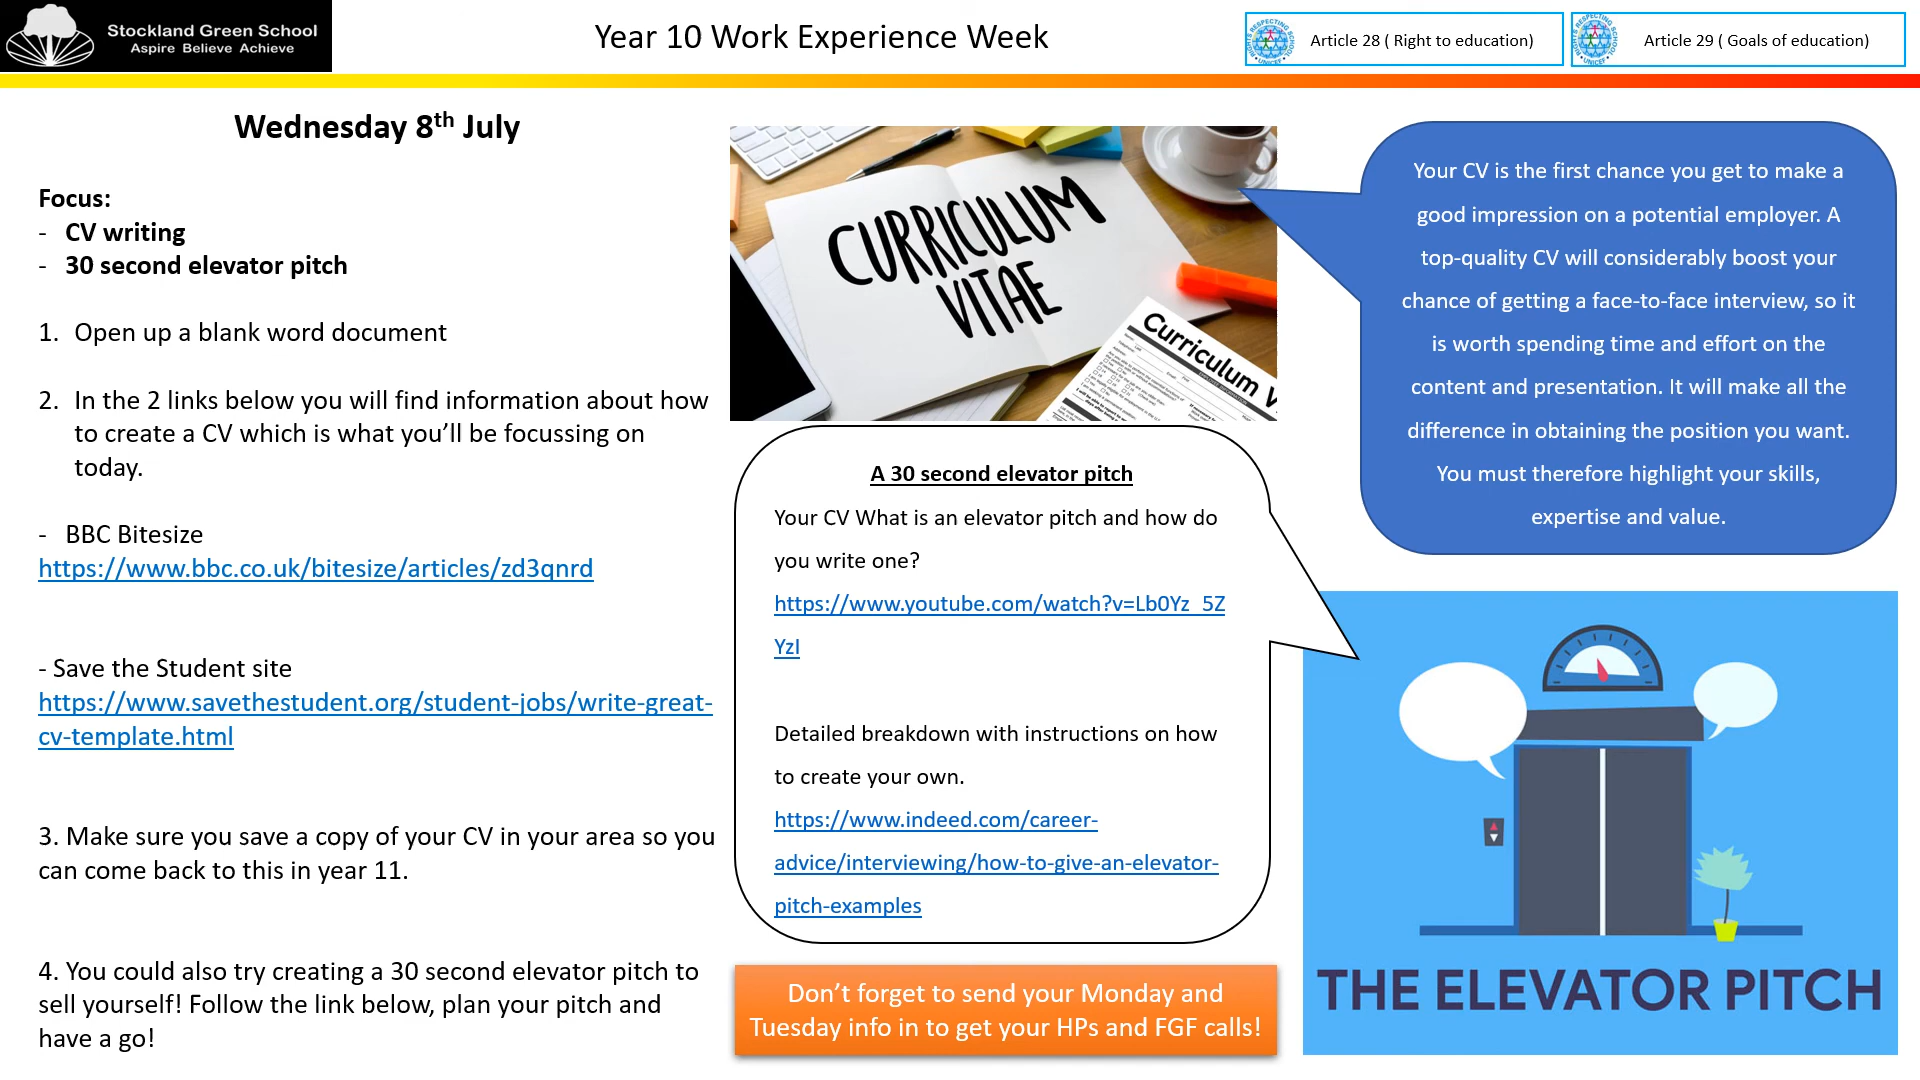 Stockland Green School
Aspire Believe Achieve
Year 10 Work Experience Week
RIGHTS RESPECTING SCHOOLS
UNICEF
Article 28 ( Right to education)
RIGHTS RESPECTING SCHOOLS
UNICEF
Article 29 ( Goals of education)
Wednesday 8th July
Focus:
- CV writing
- 30 second elevator pitch
1. Open up a blank word document
2. In the 2 links below you will find information about how
to create a CV which is what you’ll be focussing on
today.
- BBC Bitesize
https://www.bbc.co.uk/bitesize/articles/zd3qnrd
- Save the Student site
https://www.savethestudent.org/student-jobs/write-great-
cv-template.html
3. Make sure you save a copy of your CV in your area so you
can come back to this in year 11.
4. You could also try creating a 30 second elevator pitch to
sell yourself! Follow the link below, plan your pitch and
have a go!
CURRICULUM
VITAE
Curriculum V
A 30 second elevator pitch
Your CV What is an elevator pitch and how do
you write one?
https://www.youtube.com/watch?v=Lb0Yz_5Z
YzI
Detailed breakdown with instructions on how
to create your own.
https://www.indeed.com/career-
advice/interviewing/how-to-give-an-elevator-
pitch-examples
Don’t forget to send your Monday and
Tuesday info in to get your HPs and FGF calls!
Your CV is the first chance you get to make a
good impression on a potential employer. A
top-quality CV will considerably boost your
chance of getting a face-to-face interview, so it
is worth spending time and effort on the
content and presentation. It will make all the
difference in obtaining the position you want.
You must therefore highlight your skills,
expertise and value.
THE ELEVATOR PITCH